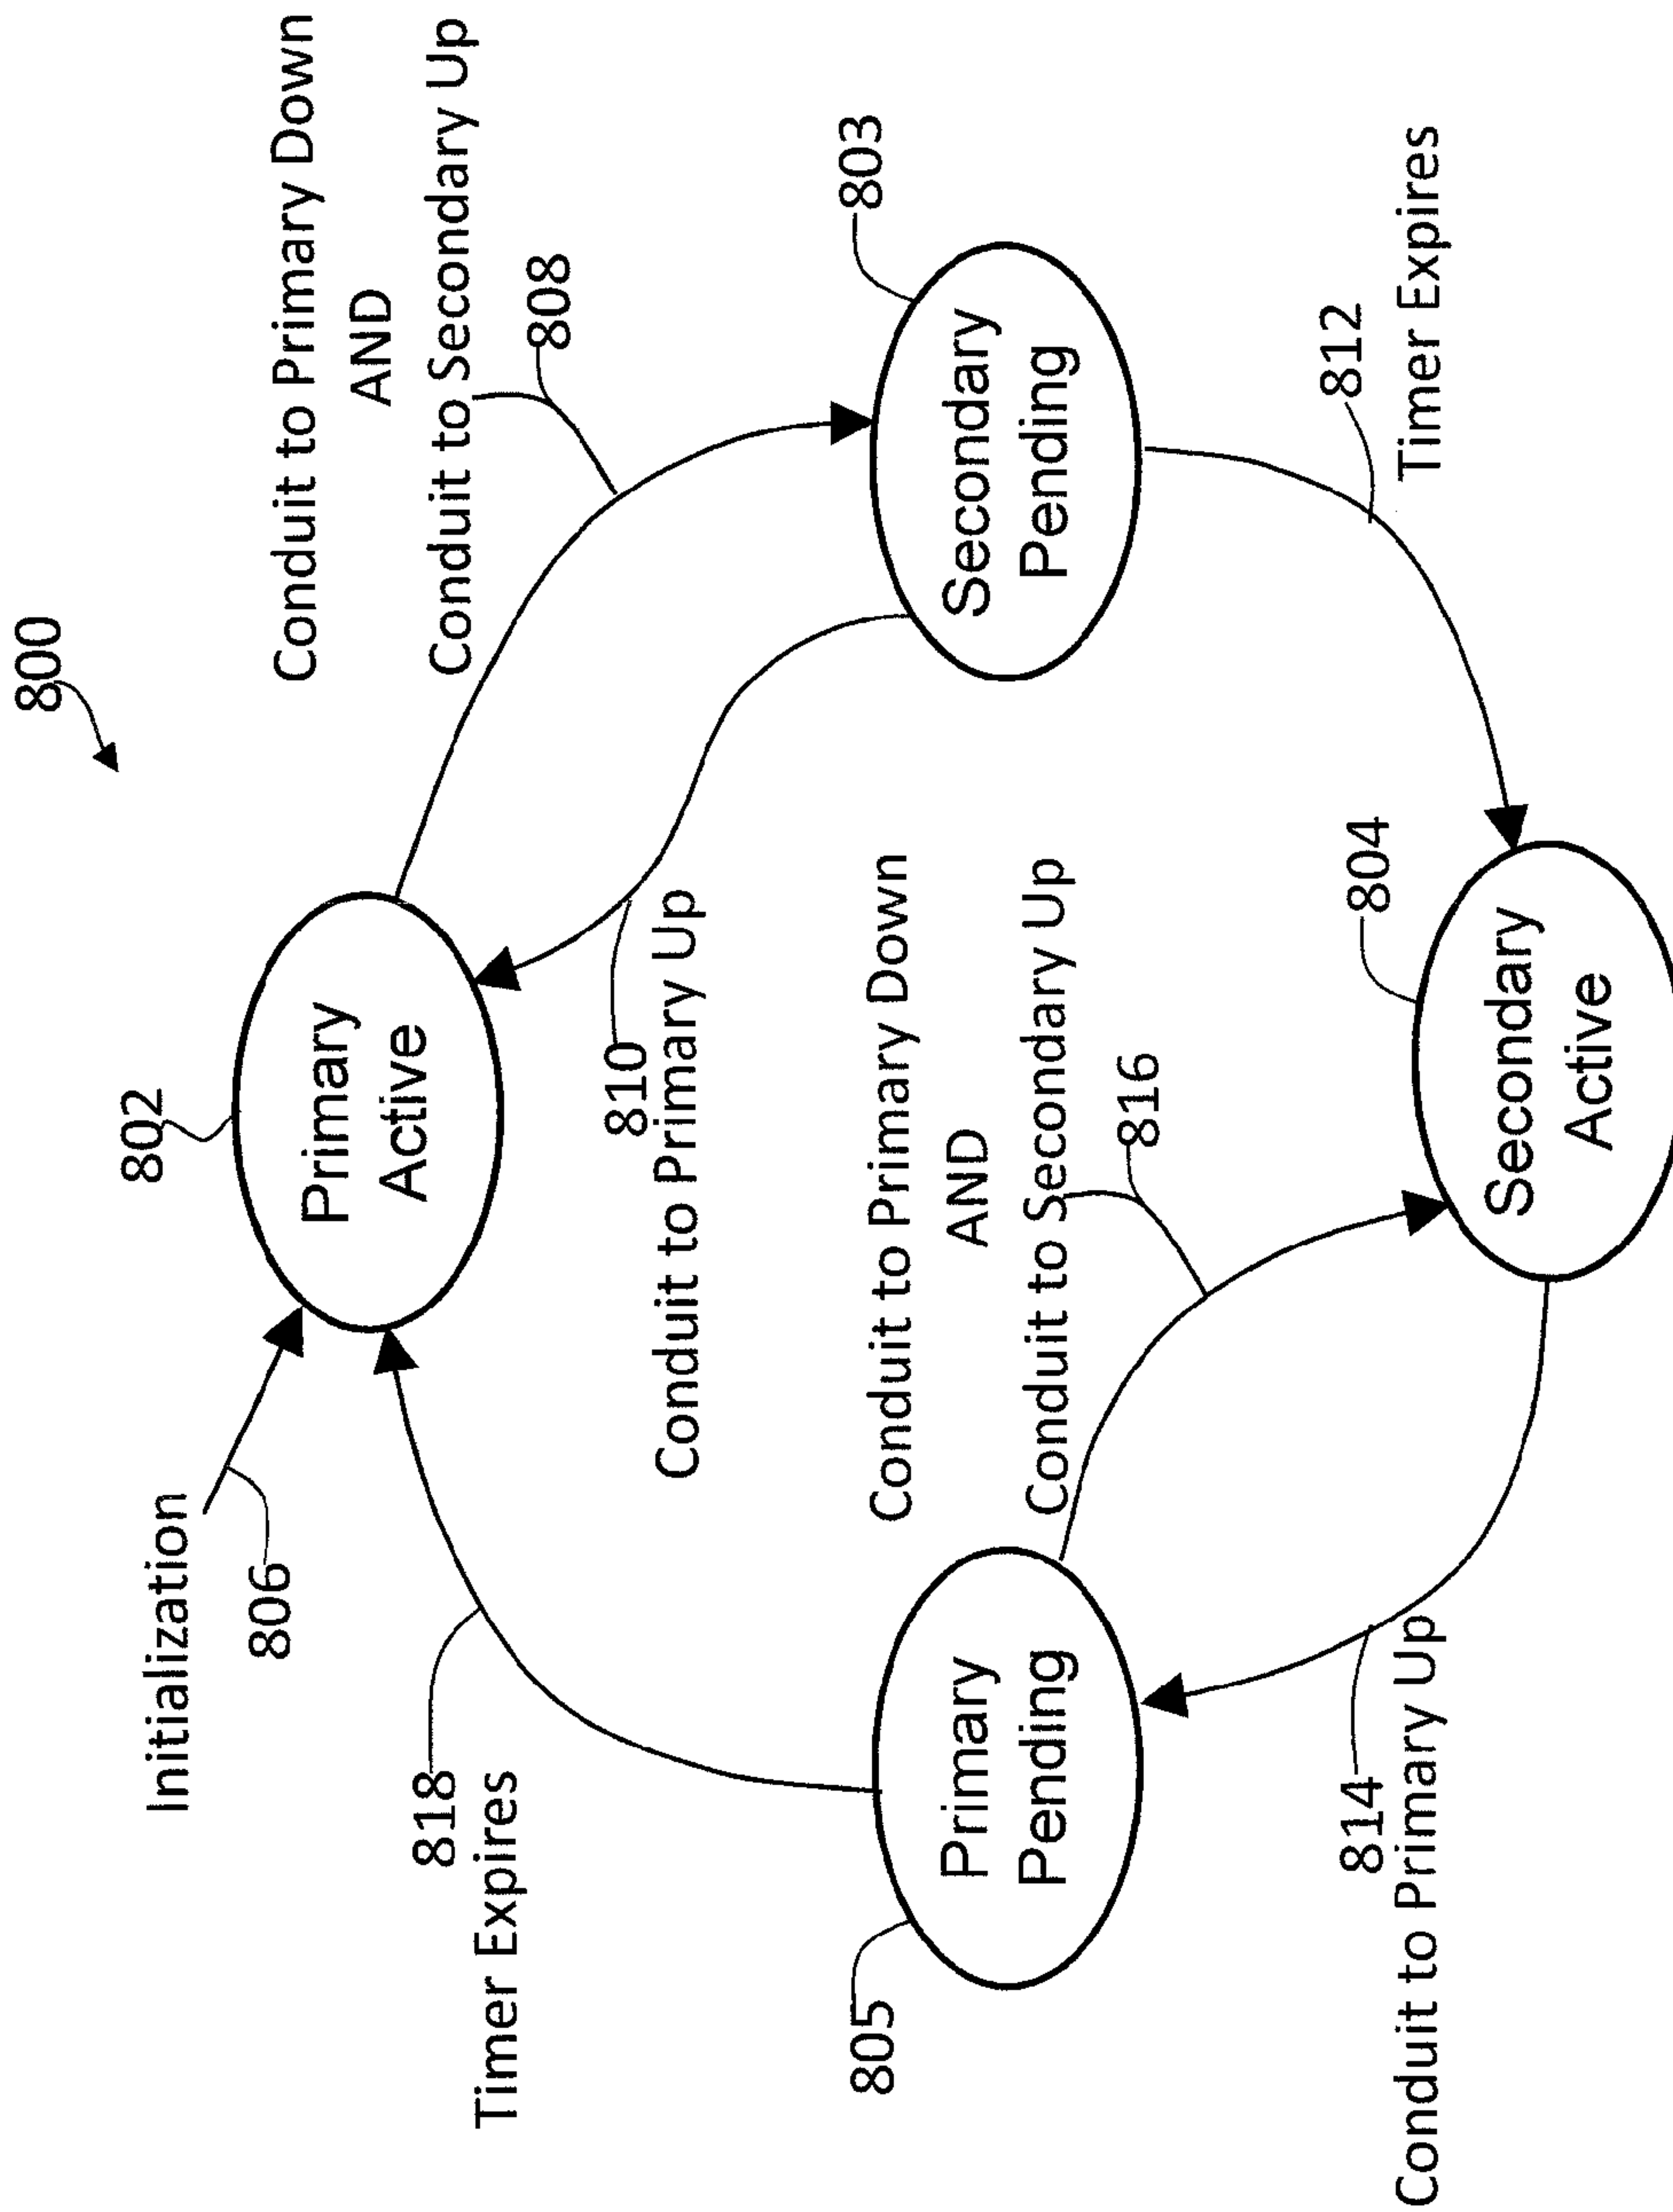 800
Initialization
806
802
Primary
Active
Conduit to Primary Down
AND
Conduit to Secondary Up
808
818
Timer Expires
810
Conduit to Primary Up
803
Secondary
Pending
805
Primary
Pending
Conduit to Primary Down
AND
Conduit to Secondary Up
816
812
Timer Expires
804
Secondary
Active
814
Conduit to Primary Up